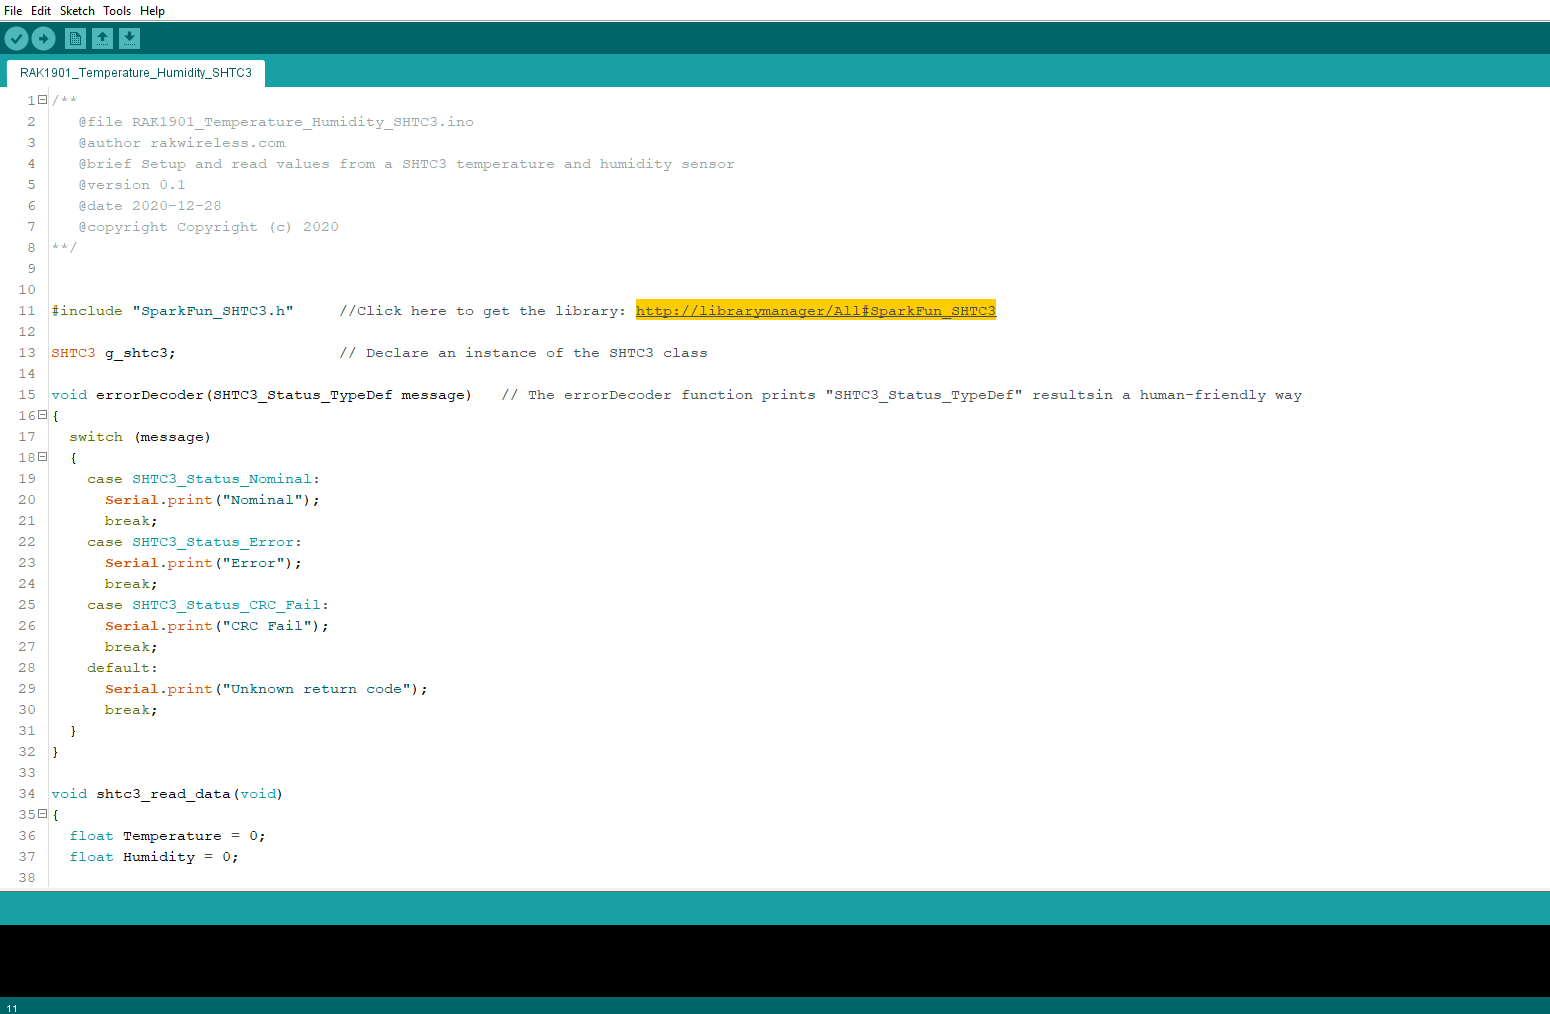 File Edit Sketch Tools Help
RAK1901_Temperature_Humidity_SHTC3
1 /**
2 @file RAK1901_Temperature_Humidity_SHTC3.ino
3 @author rakwireless.com
4 @brief Setup and read values from a SHTC3 temperature and humidity sensor
5 @version 0.1
6 @date 2020-12-28
7 @copyright Copyright (c) 2020
8 **/
9
10
11 #include "SparkFun_SHTC3.h" //Click here to get the library: http://librarymanager/All#SparkFun_SHTC3
12
13 SHTC3 g_shtc3; // Declare an instance of the SHTC3 class
14
15 void errorDecoder(SHTC3_Status_TypeDef message) // The errorDecoder function prints "SHTC3_Status_TypeDef" resultsin a human-friendly way
16 {
17 switch (message)
18 {
19 case SHTC3_Status_Nominal:
20 Serial.print("Nominal");
21 break;
22 case SHTC3_Status_Error:
23 Serial.print("Error");
24 break;
25 case SHTC3_Status_CRC_Fail:
26 Serial.print("CRC Fail");
27 break;
28 default:
29 Serial.print("Unknown return code");
30 break;
31 }
32 }
33
34 void shtc3_read_data(void)
35 {
36 float Temperature = 0;
37 float Humidity = 0;
38
11